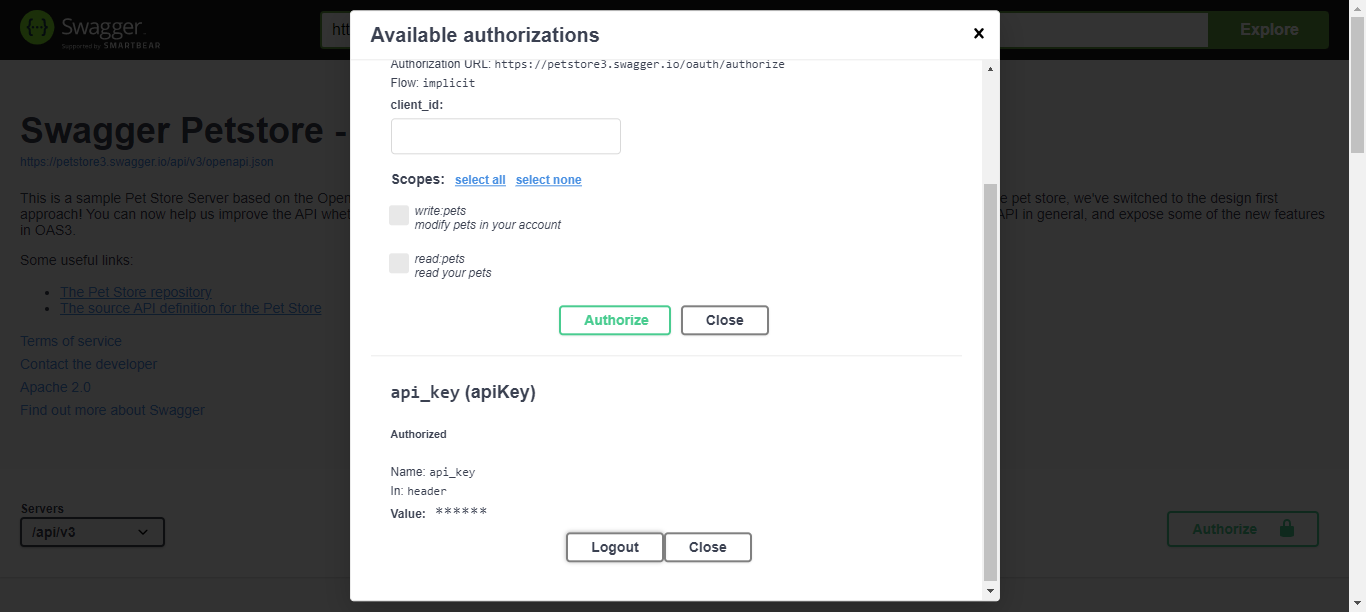 Swagger.
Supported by SMARTBEAR
htt
Explore
Available authorizations
Authorization URL: https://petstore3.swagger.io/oauth/authorize
Flow: implicit
client_id:
Scopes: select all select none
write:pets
modify pets in your account
read:pets
read your pets
Authorize Close
api_key (apiKey)
Authorized
Name: api_key
In: header
Value: ******
Logout Close
Swagger Petstore -
https://petstore3.swagger.io/api/v3/openapi.json
This is a sample Pet Store Server based on the Open e pet store, we've switched to the design first
approach! You can now help us improve the API whet API in general, and expose some of the new features
in OAS3.
Some useful links:
• The Pet Store repository
• The source API definition for the Pet Store
Terms of service
Contact the developer
Apache 2.0
Find out more about Swagger
Servers
/api/v3
Authorize